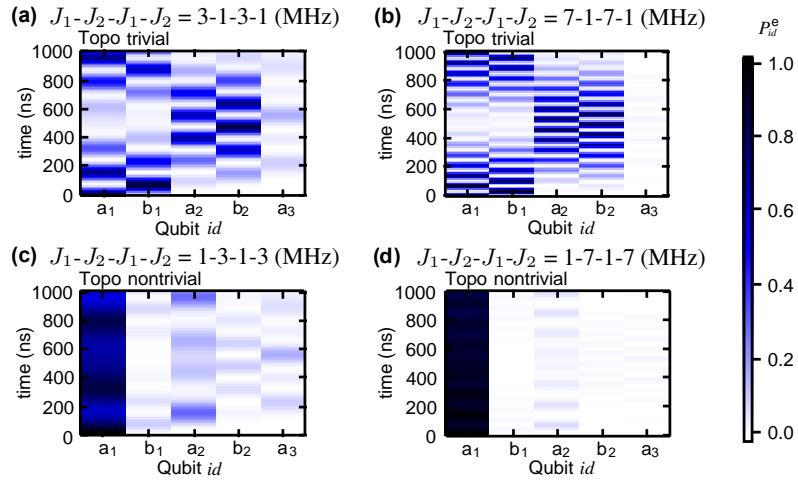 (a) J₁-J₂-J₁-J₂ = 3-1-3-1 (MHz)
Topo trivial
1000
800
600
400
200
0
time (ns)
a₁ b₁ a₂ b₂ a₃
Qubit id
(b) J₁-J₂-J₁-J₂ = 7-1-7-1 (MHz)
Topo trivial
1000
800
600
400
200
0
time (ns)
a₁ b₁ a₂ b₂ a₃
Qubit id
(c) J₁-J₂-J₁-J₂ = 1-3-1-3 (MHz)
Topo nontrivial
1000
800
600
400
200
0
time (ns)
a₁ b₁ a₂ b₂ a₃
Qubit id
(d) J₁-J₂-J₁-J₂ = 1-7-1-7 (MHz)
Topo nontrivial
1000
800
600
400
200
0
time (ns)
a₁ b₁ a₂ b₂ a₃
Qubit id
Pᵉid
1.0
0.8
0.6
0.4
0.2
0.0